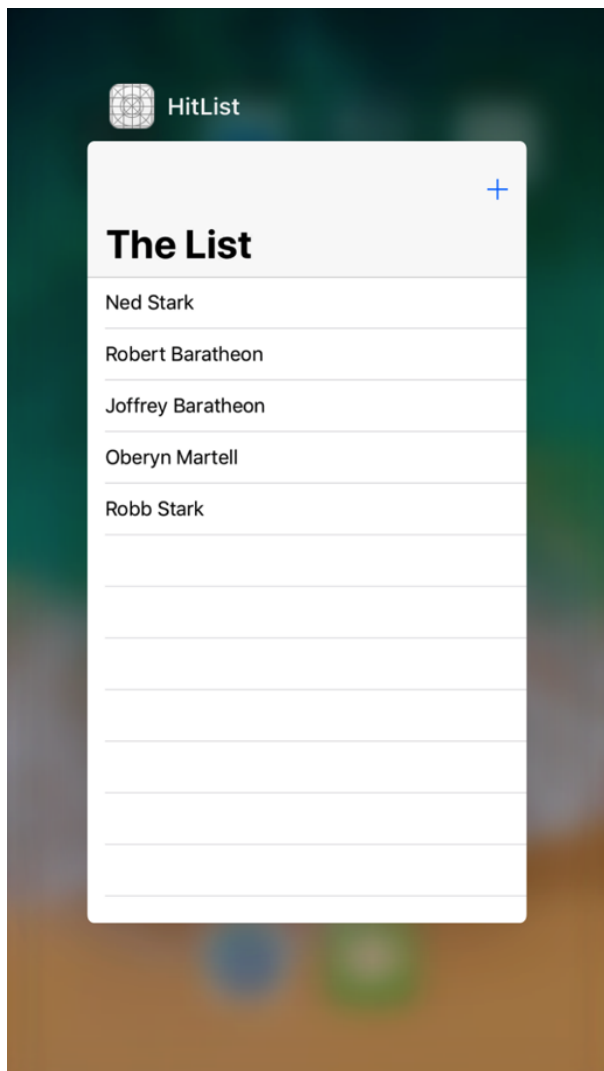 HitList
+
The List
Ned Stark
Robert Baratheon
Joffrey Baratheon
Oberyn Martell
Robb Stark